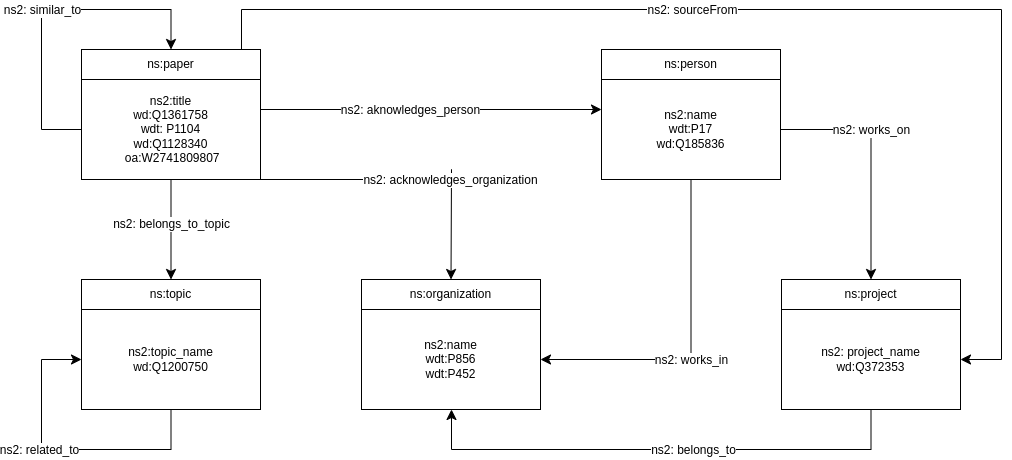 ns2: similar_to
ns2: sourceFrom
ns:paper
ns2:title
wd:Q1361758
wdt: P1104
wd:Q1128340
oa:W2741809807
ns2: aknowledges_person
ns:person
ns2:name
wdt:P17
wd:Q185836
ns2: works_on
ns2: acknowledges_organization
ns2: belongs_to_topic
ns:topic
ns2:topic_name
wd:Q1200750
ns:organization
ns2:name
wdt:P856
wdt:P452
ns2: works_in
ns:project
ns2: project_name
wd:Q372353
ns2: related_to
ns2: belongs_to